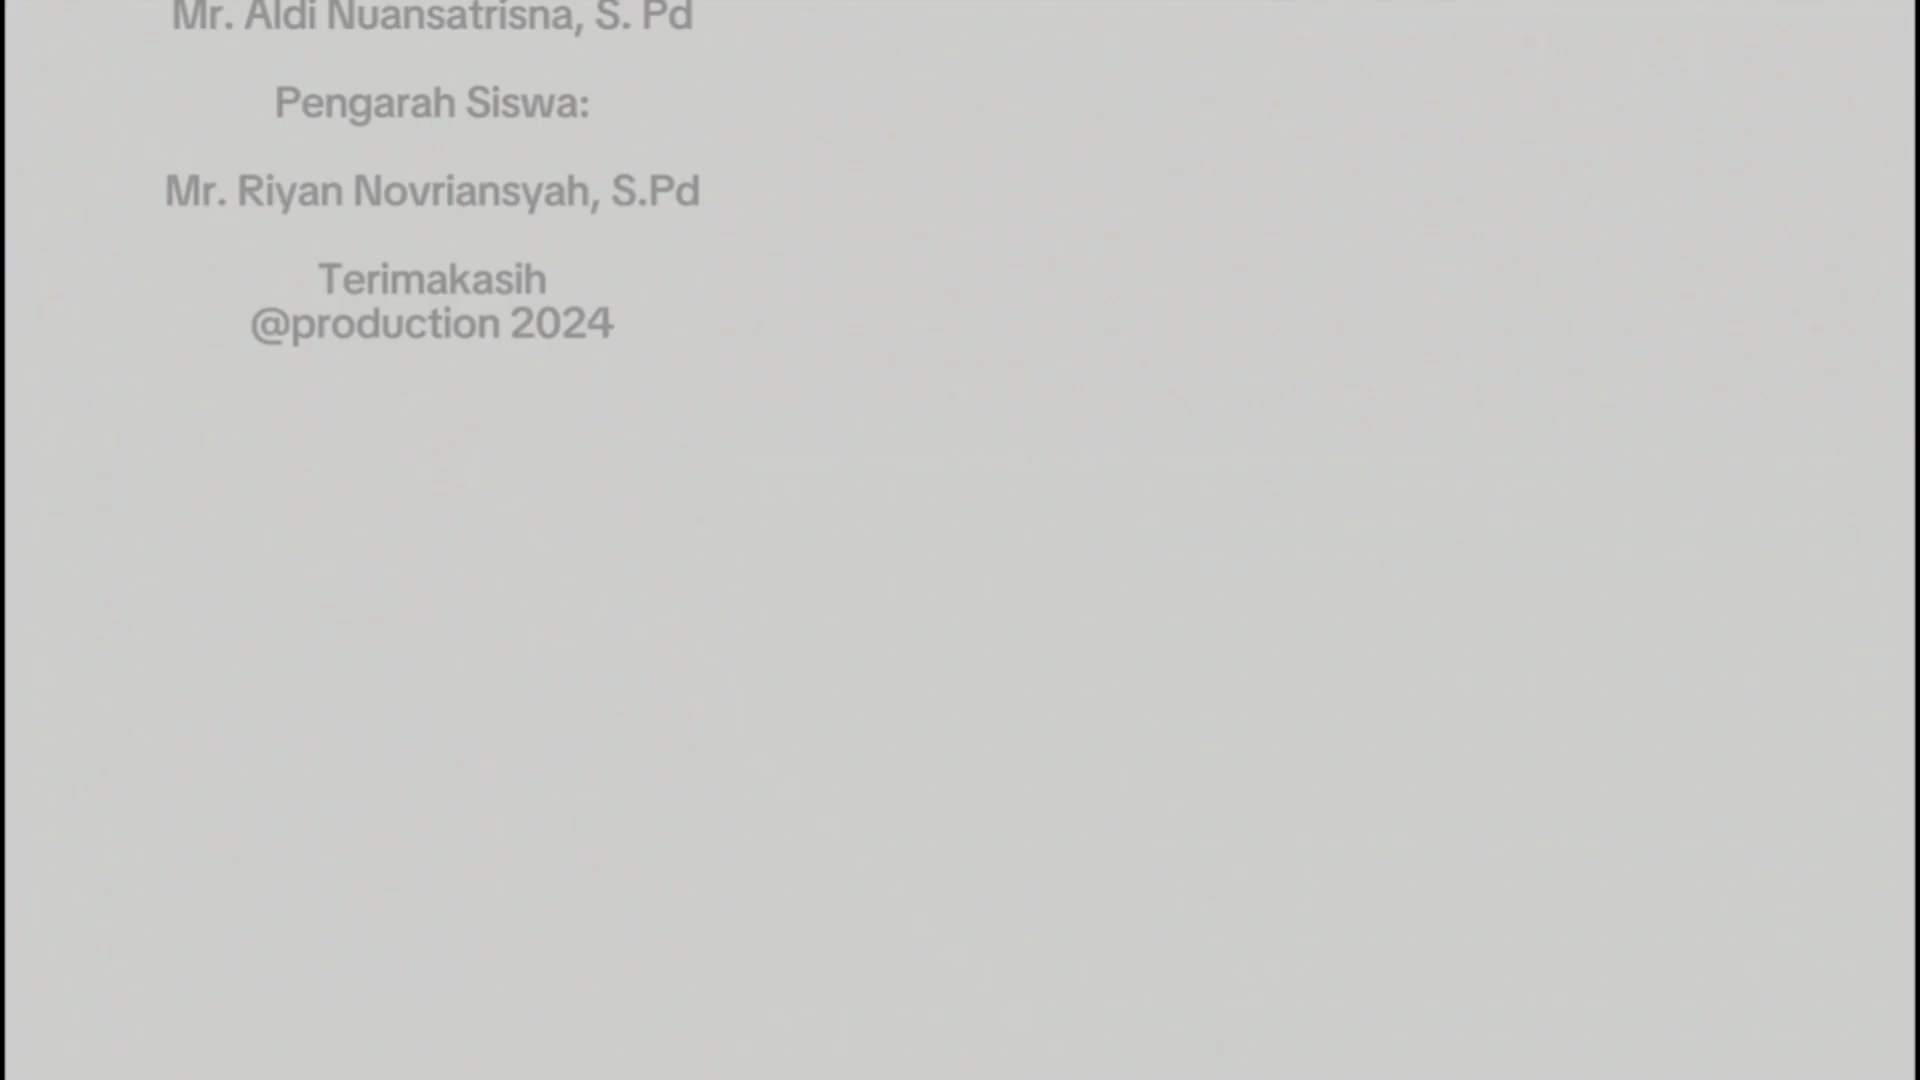 Mr. Aldi Nuansatrisna, S. Pd
Pengarah Siswa:
Mr. Riyan Novriansyah, S.Pd
Terimakasih
@production 2024